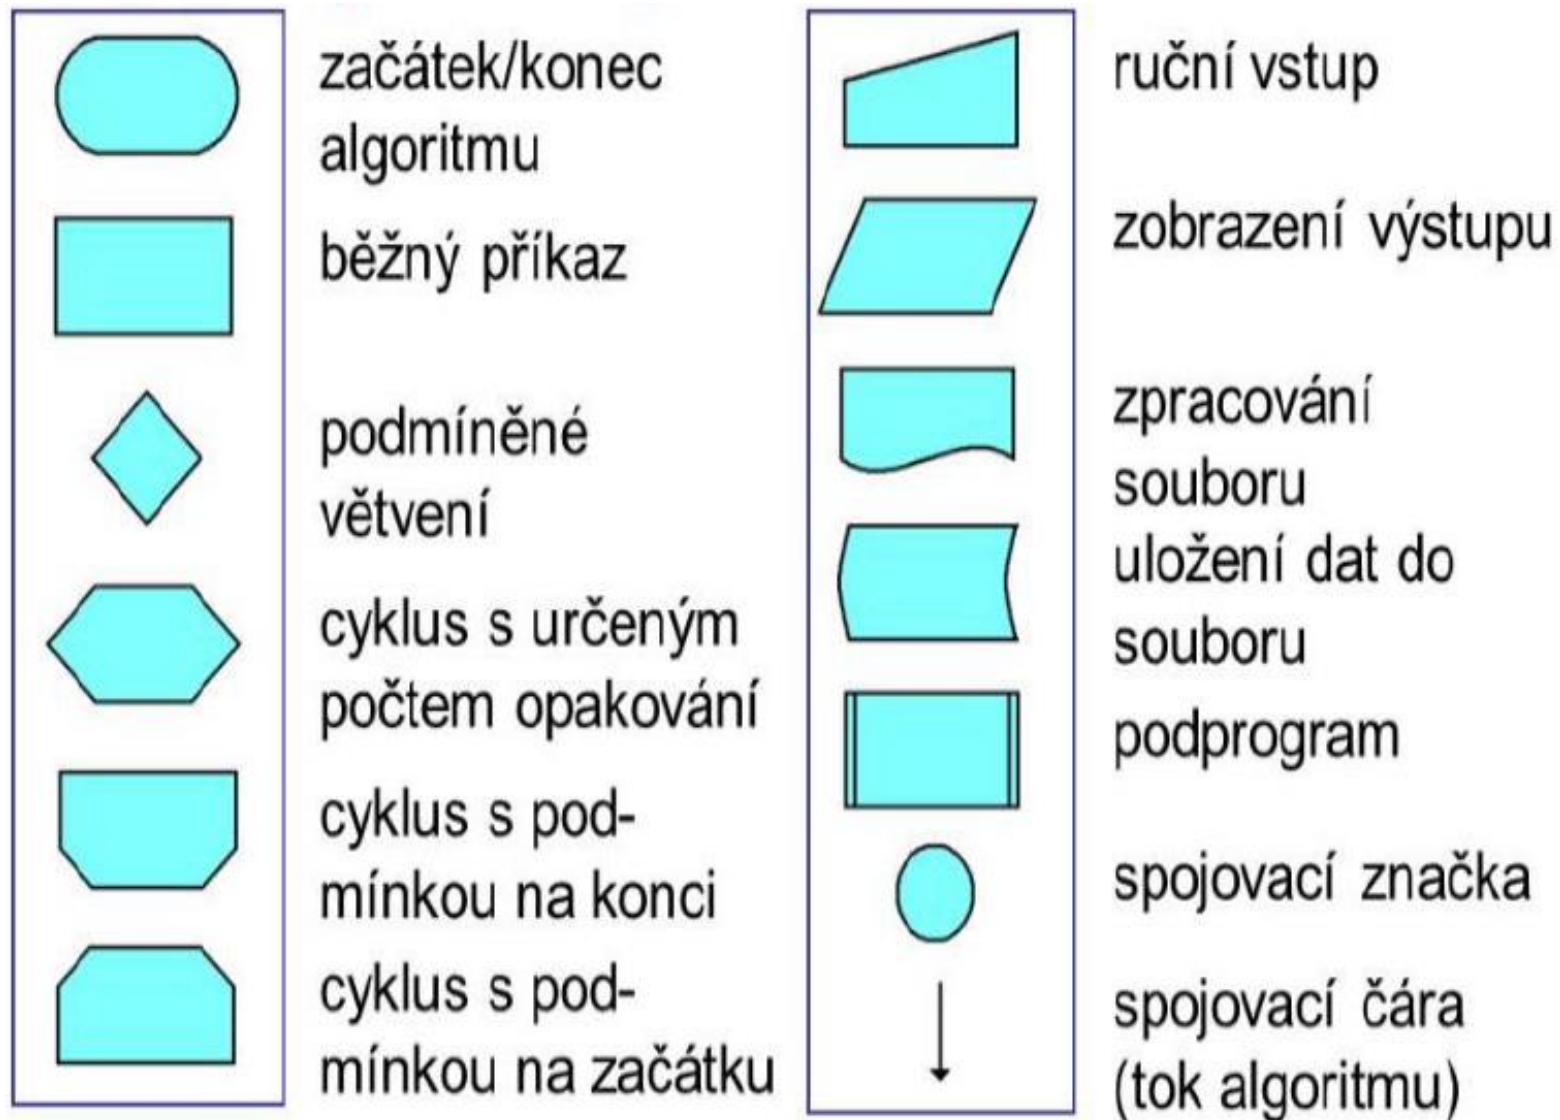 začátek/konec
algoritmu
běžný příkaz
podmíněné
větvení
cyklus s určeným
počtem opakování
cyklus s pod-
mínkou na konci
cyklus s pod-
mínkou na začátku
ruční vstup
zobrazení výstupu
zpracování
souboru
uložení dat do
souboru
podprogram
spojovací značka
spojovací čára
(tok algoritmu)